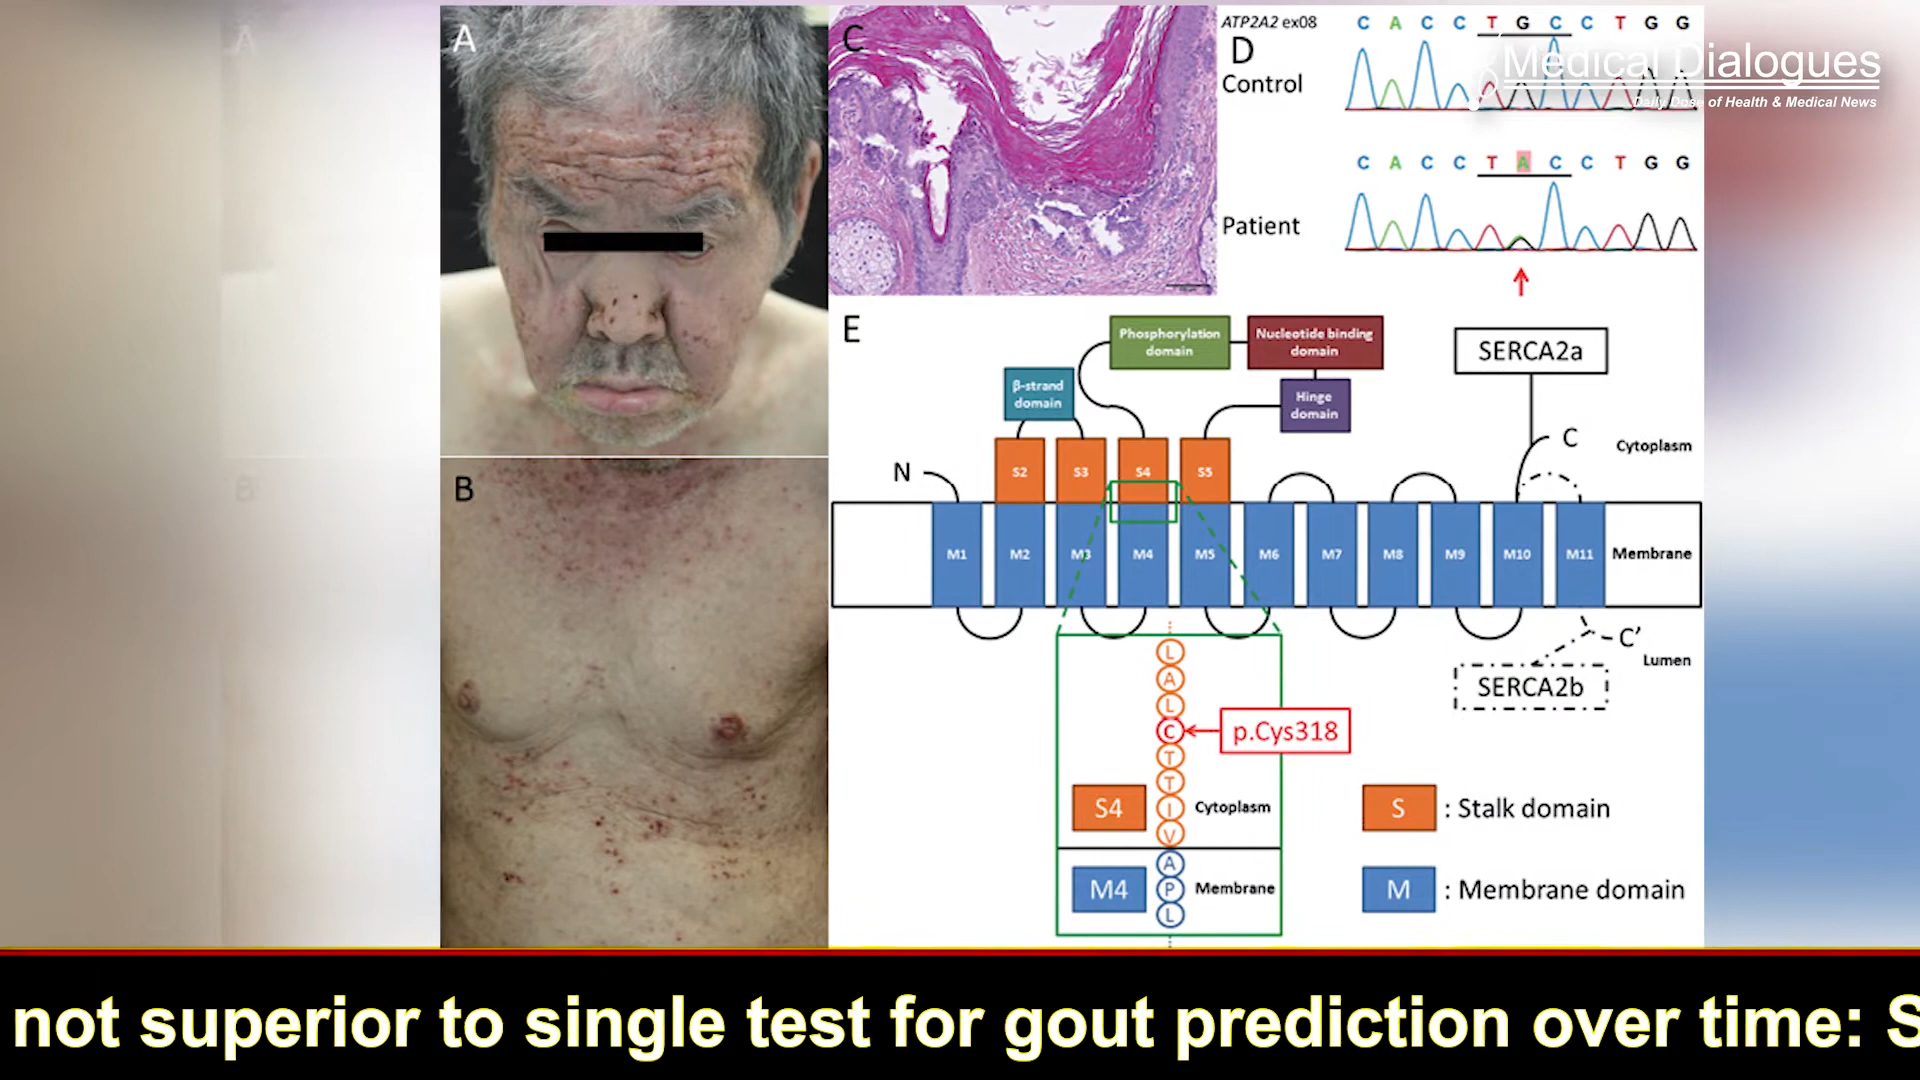 A
B
C
ATP2A2 ex08
C A C C T G C C T G G
D
Control
C A C C T A C C T G G
Patient
Medical Dialogues
Daily Dose of Health & Medical News
E
Phosphorylation
domain
Nucleotide binding
domain
β-strand
domain
Hinge
domain
SERCA2a
N
S2
S3
S4
S5
C
Cytoplasm
M1
M2
M3
M4
M5
M6
M7
M8
M9
M10
M11
Membrane
C'
Lumen
SERCA2b
L
A
L
C
T
T
I
V
A
P
L
p.Cys318
S4
Cytoplasm
M4
Membrane
S
: Stalk domain
M
: Membrane domain
not superior to single test for gout prediction over time: S